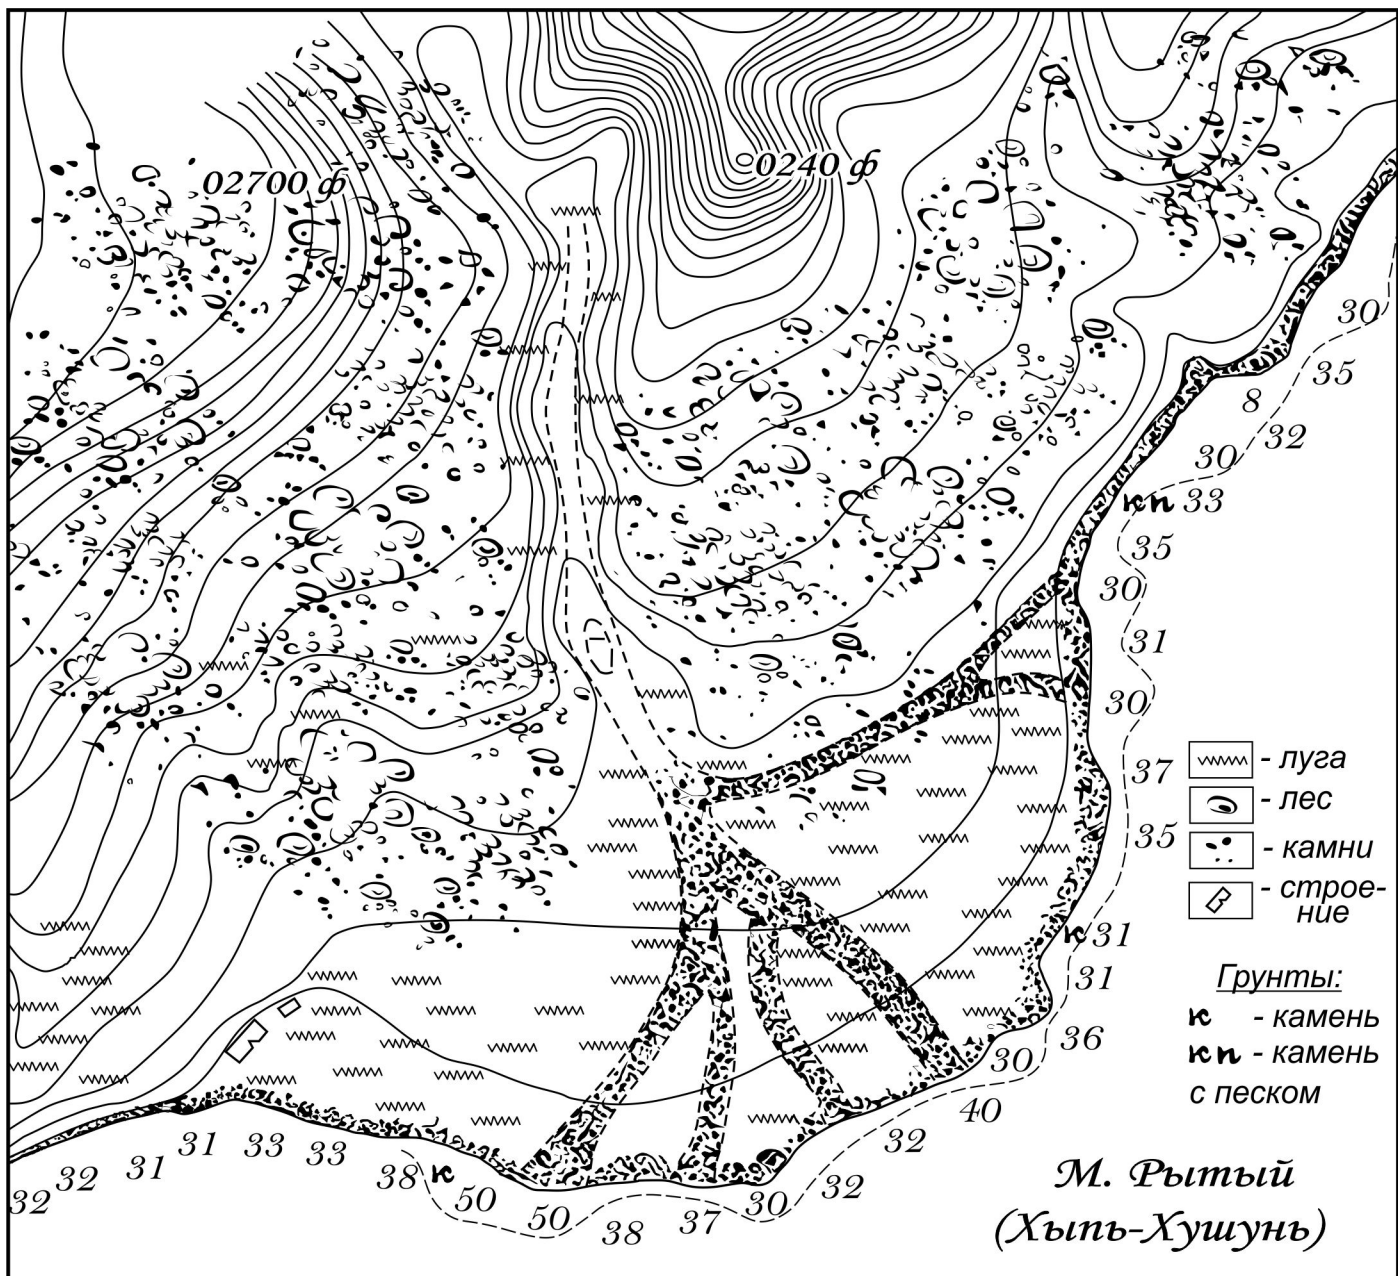 02700 ф
0240 ф
30
35
8
32
30
кп 33
35
30
31
30
37
35
к 31
31
36
30
40
32
32
30
37
38
50
50
к
38
33
33
31
31
32
32
- луга
- лес
- камни
- строе-
ние
Грунты:
к - камень
кп - камень
с песком
М. Рытый
(Хыпь-Хушунь)